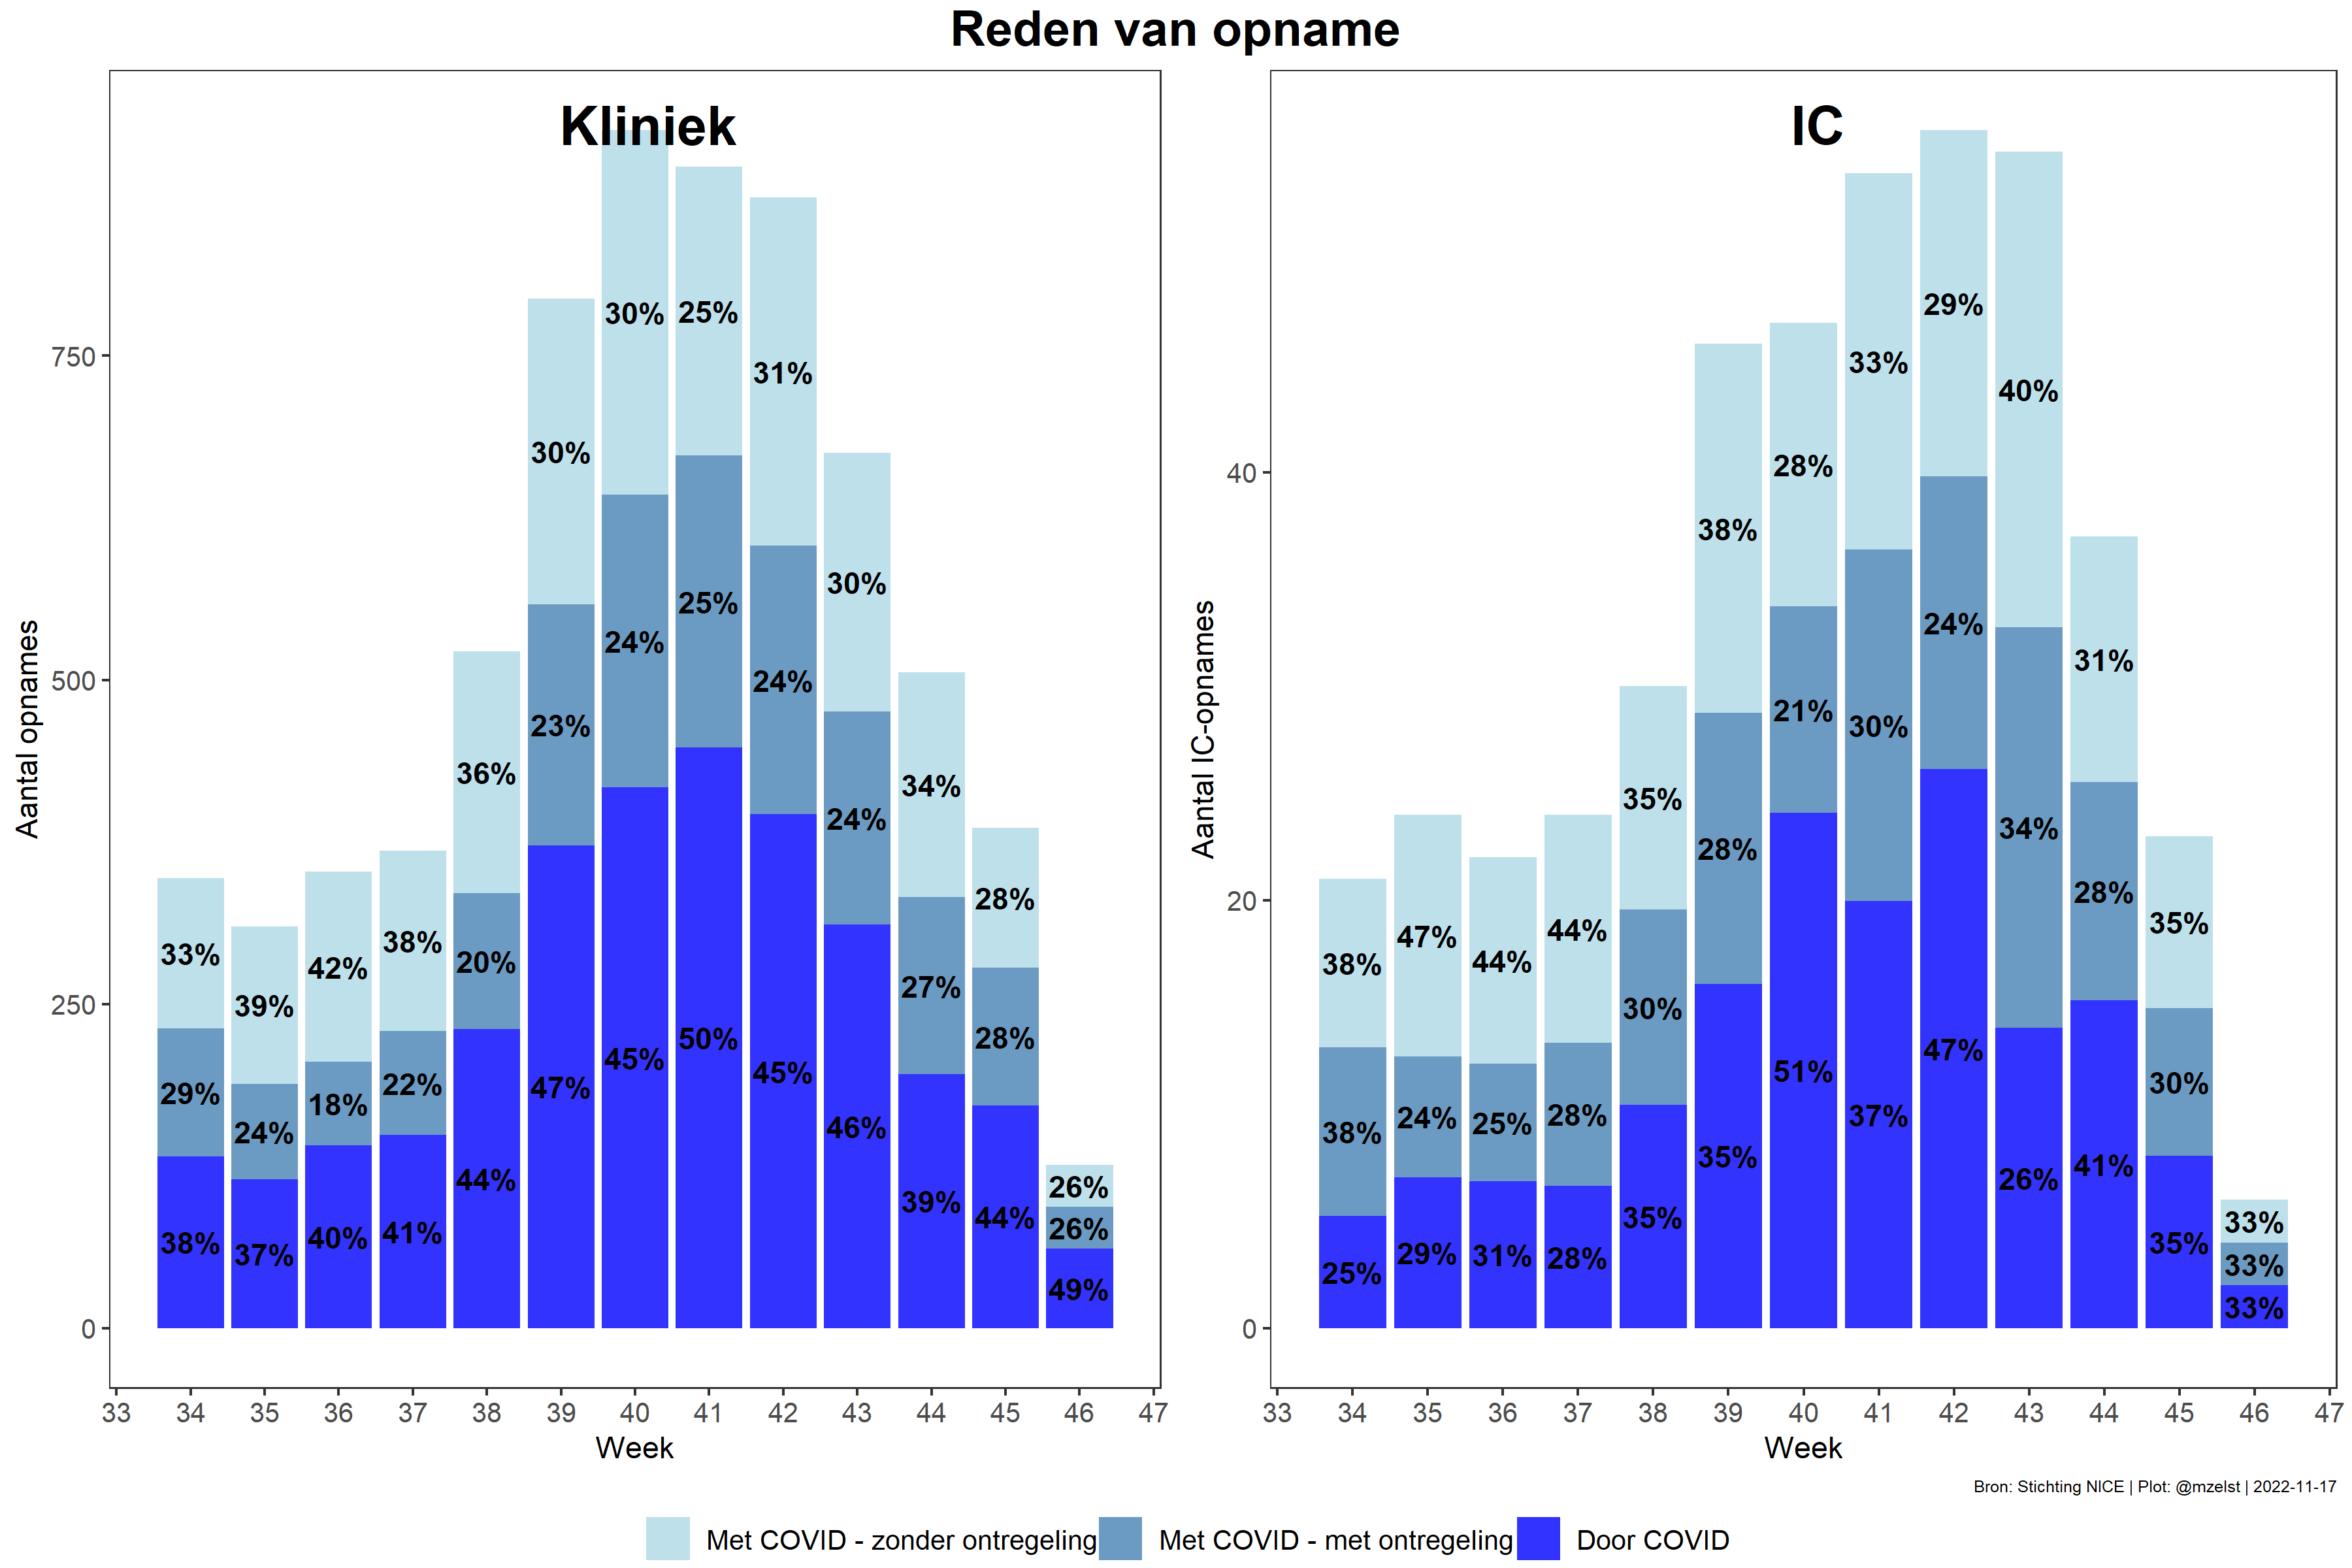 Reden van opname
Kliniek
Aantal opnames
750
500
250
0
33% 39% 42% 38% 36% 30% 30% 25% 31% 30% 34% 28% 26%
29% 24% 18% 22% 20% 23% 24% 25% 24% 24% 27% 28% 26%
38% 37% 40% 41% 44% 47% 45% 50% 45% 46% 39% 44% 49%
33 34 35 36 37 38 39 40 41 42 43 44 45 46 47
Week
IC
Aantal IC-opnames
40
20
0
38% 47% 44% 44% 35% 38% 28% 33% 29% 40% 31% 35% 33%
38% 24% 25% 28% 30% 28% 21% 30% 24% 34% 28% 30% 33%
25% 29% 31% 28% 35% 35% 51% 37% 47% 26% 41% 35% 33%
33 34 35 36 37 38 39 40 41 42 43 44 45 46 47
Week
Bron: Stichting NICE | Plot: @mzelst | 2022-11-17
Met COVID - zonder ontregeling Met COVID - met ontregeling Door COVID